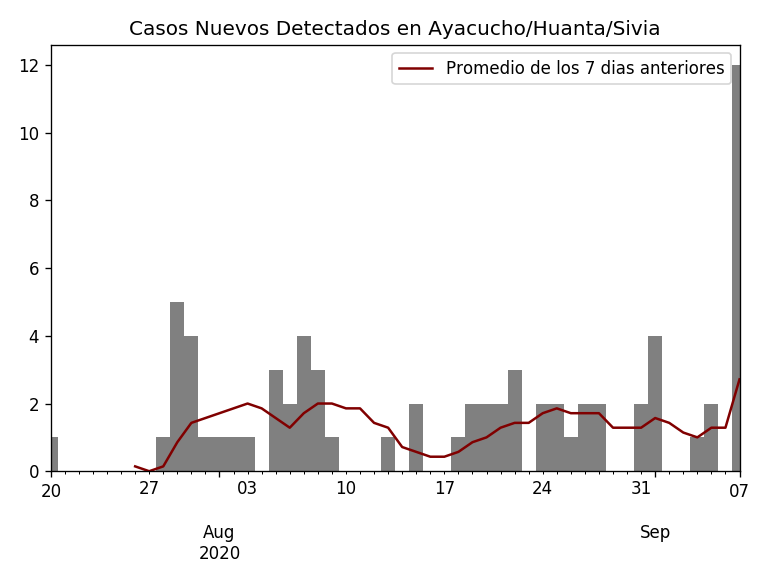 Casos Nuevos Detectados en Ayacucho/Huanta/Sivia
Promedio de los 7 dias anteriores
12
10
8
6
4
2
0
20 27 03 10 17 24 31 07
Aug Sep
2020